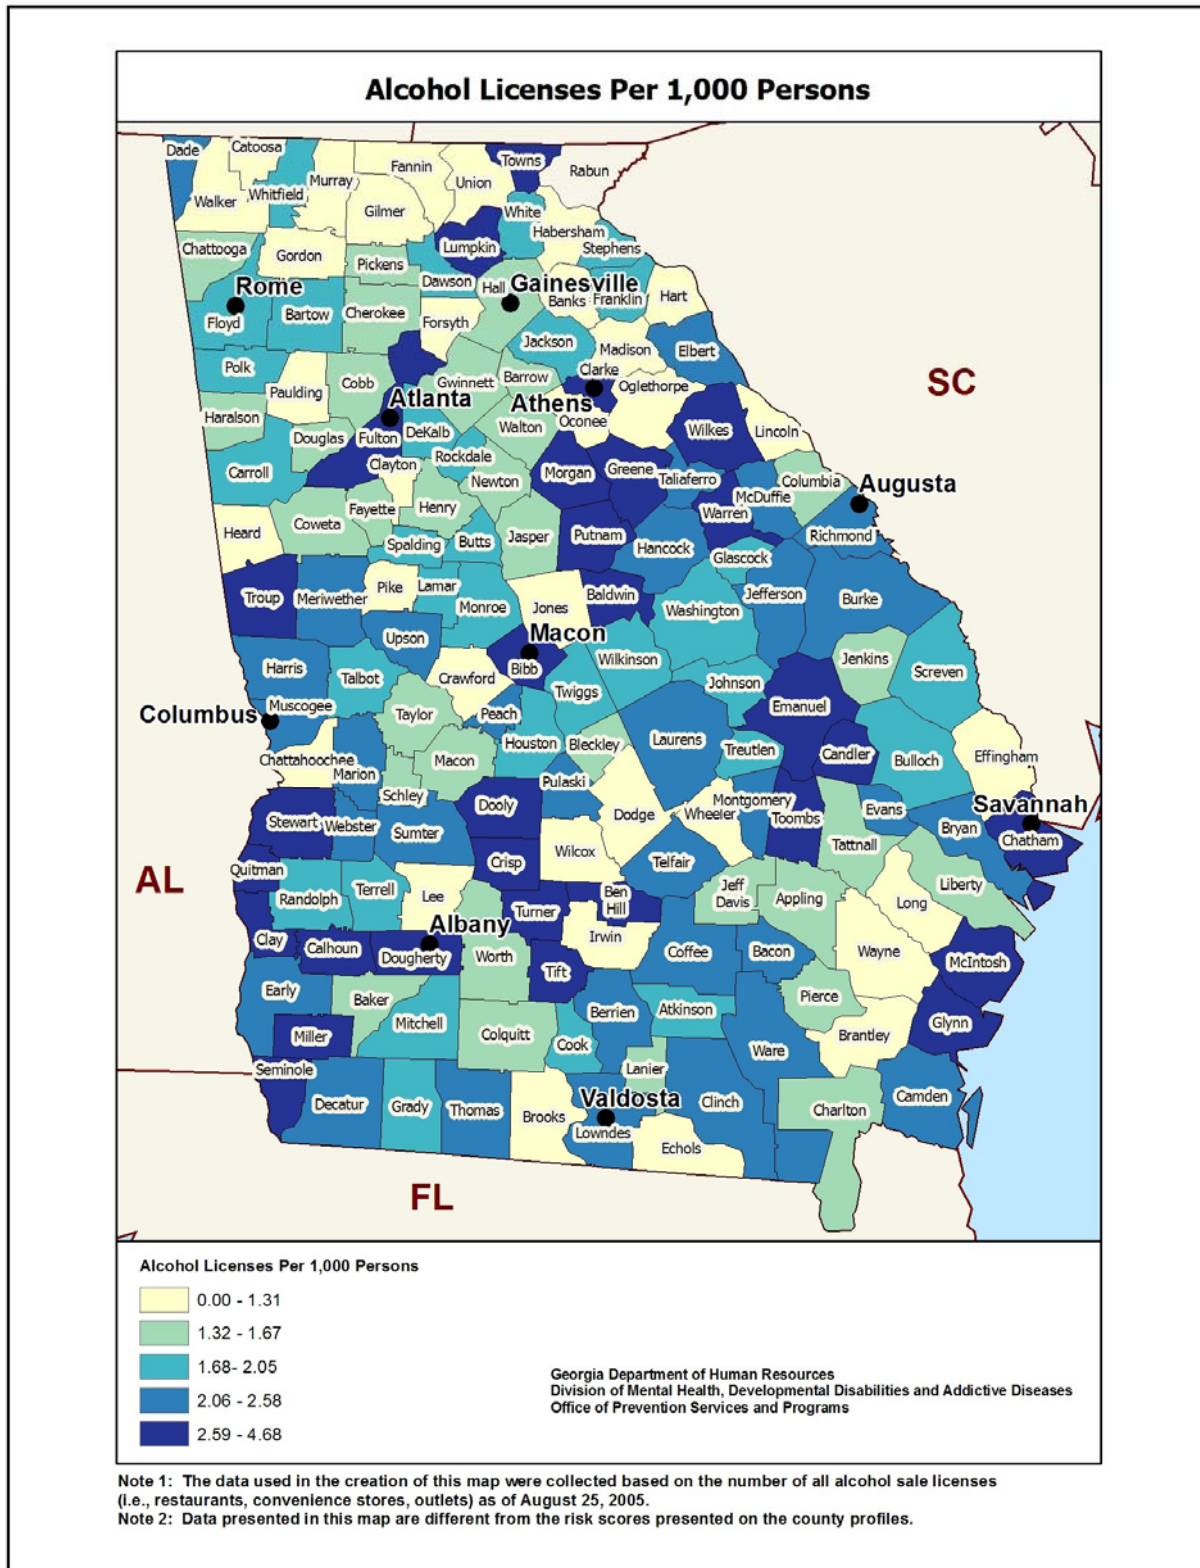 Alcohol Licenses Per 1,000 Persons
Dade
Catoosa
Fannin
Towns
Rabun
Walker
Whitfield
Murray
Union
Gilmer
White
Habersham
Chattooga
Gordon
Lumpkin
Stephens
Pickens
Dawson
Rome
Hall
Gainesville
Banks
Franklin
Hart
Floyd
Bartow
Cherokee
Forsyth
Jackson
Madison
Elbert
Polk
Cobb
Gwinnett
Barrow
Clarke
SC
Paulding
Atlanta
Athens
Oglethorpe
Haralson
Douglas
Fulton
DeKalb
Walton
Oconee
Wilkes
Lincoln
Carroll
Clayton
Rockdale
Newton
Morgan
Greene
Taliaferro
Columbia
Augusta
McDuffie
Fayette
Henry
Warren
Heard
Coweta
Spalding
Butts
Jasper
Putnam
Hancock
Glascock
Richmond
Troup
Meriwether
Pike
Lamar
Monroe
Jones
Baldwin
Washington
Jefferson
Burke
Upson
Macon
Harris
Talbot
Crawford
Bibb
Wilkinson
Jenkins
Screven
Twiggs
Johnson
Emanuel
Columbus
Muscogee
Taylor
Peach
Chattahoochee
Marion
Macon
Houston
Bleckley
Laurens
Treutlen
Candler
Bulloch
Effingham
Schley
Pulaski
Stewart
Webster
Sumter
Dooly
Dodge
Wheeler
Montgomery
Toombs
Evans
Savannah
Bryan
Chatham
Tattnall
AL
Quitman
Crisp
Wilcox
Telfair
Randolph
Terrell
Lee
Ben
Hill
Jeff
Davis
Appling
Liberty
Long
Turner
Albany
Clay
Calhoun
Dougherty
Worth
Irwin
Coffee
Bacon
Wayne
McIntosh
Tift
Early
Baker
Mitchell
Berrien
Atkinson
Pierce
Miller
Colquitt
Cook
Ware
Brantley
Glynn
Seminole
Lanier
Valdosta
Decatur
Grady
Thomas
Brooks
Lowndes
Clinch
Charlton
Camden
Echols
FL
Alcohol Licenses Per 1,000 Persons
0.00 - 1.31
1.32 - 1.67
1.68- 2.05
2.06 - 2.58
2.59 - 4.68
Georgia Department of Human Resources
Division of Mental Health, Developmental Disabilities and Addictive Diseases
Office of Prevention Services and Programs
Note 1:  The data used in the creation of this map were collected based on the number of all alcohol sale licenses
(i.e., restaurants, convenience stores, outlets) as of August 25, 2005.
Note 2:  Data presented in this map are different from the risk scores presented on the county profiles.